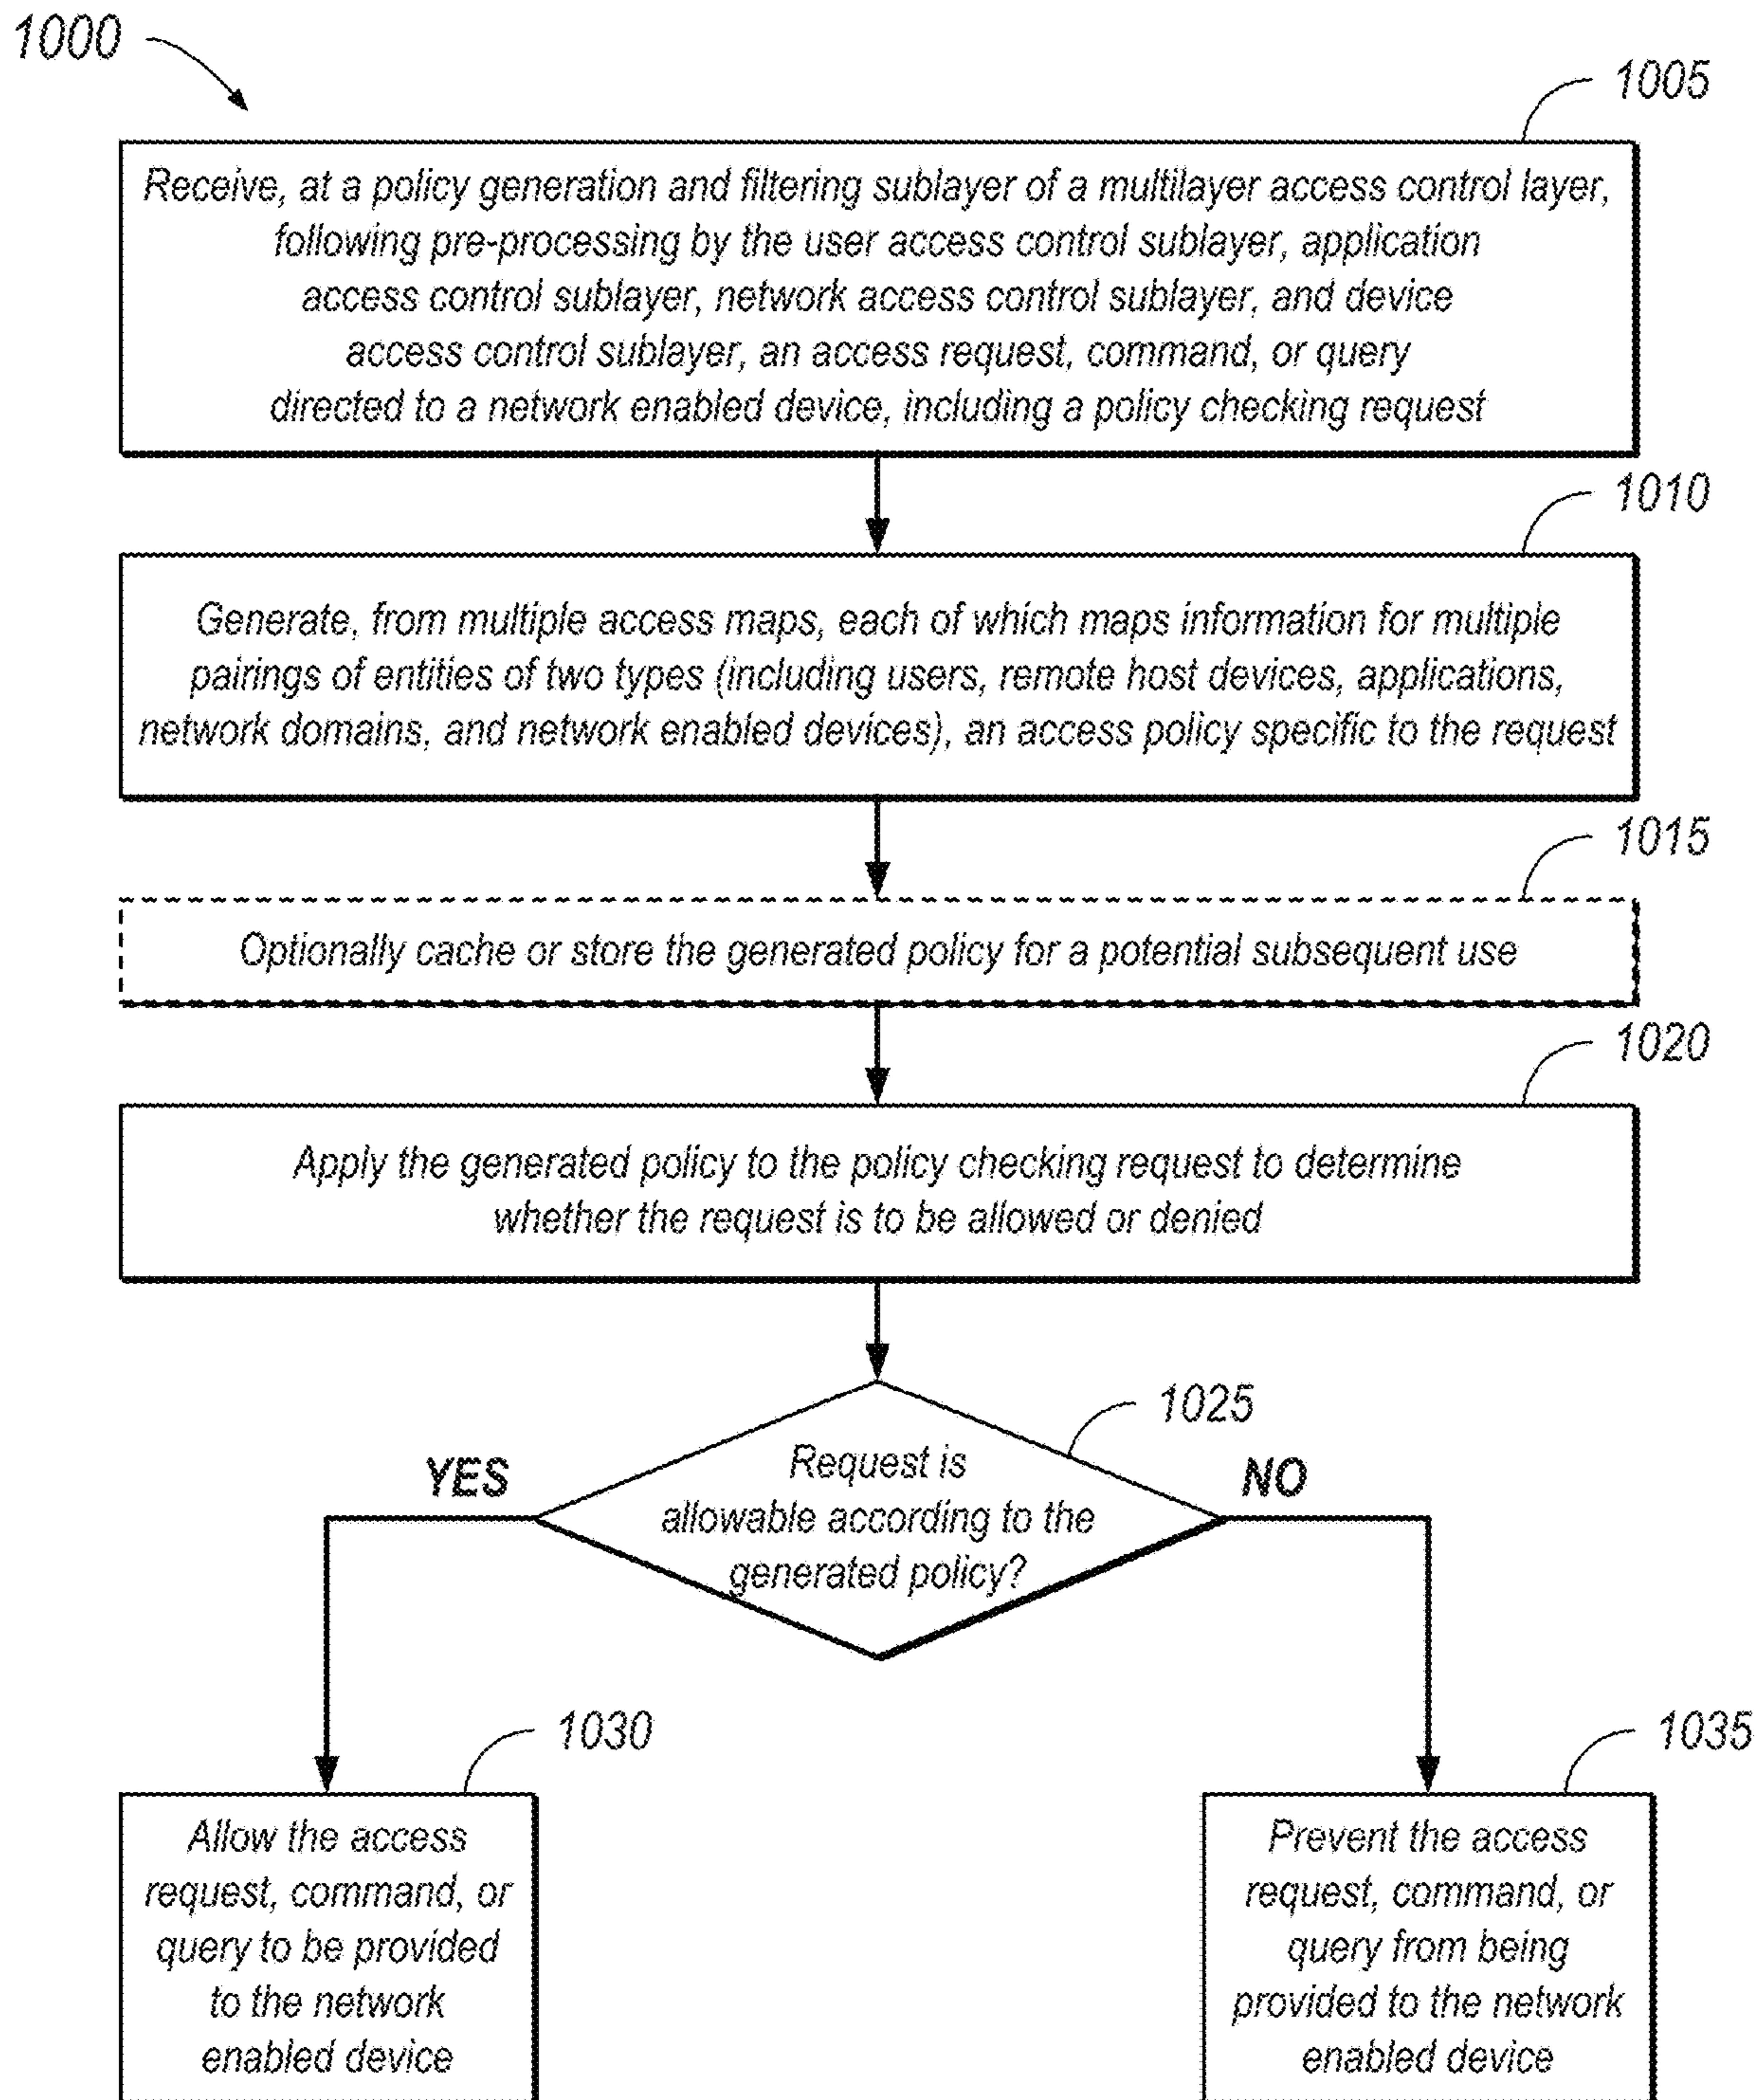 1000
1005
Receive, at a policy generation and filtering sublayer of a multilayer access control layer,
following pre-processing by the user access control sublayer, application
access control sublayer, network access control sublayer, and device
access control sublayer, an access request, command, or query
directed to a network enabled device, including a policy checking request
1010
Generate, from multiple access maps, each of which maps information for multiple
pairings of entities of two types (including users, remote host devices, applications,
network domains, and network enabled devices), an access policy specific to the request
1015
Optionally cache or store the generated policy for a potential subsequent use
1020
Apply the generated policy to the policy checking request to determine
whether the request is to be allowed or denied
1025
YES
NO
Request is
allowable according to the
generated policy?
1030
Allow the access
request, command, or
query to be provided
to the network
enabled device
1035
Prevent the access
request, command, or
query from being
provided to the network
enabled device